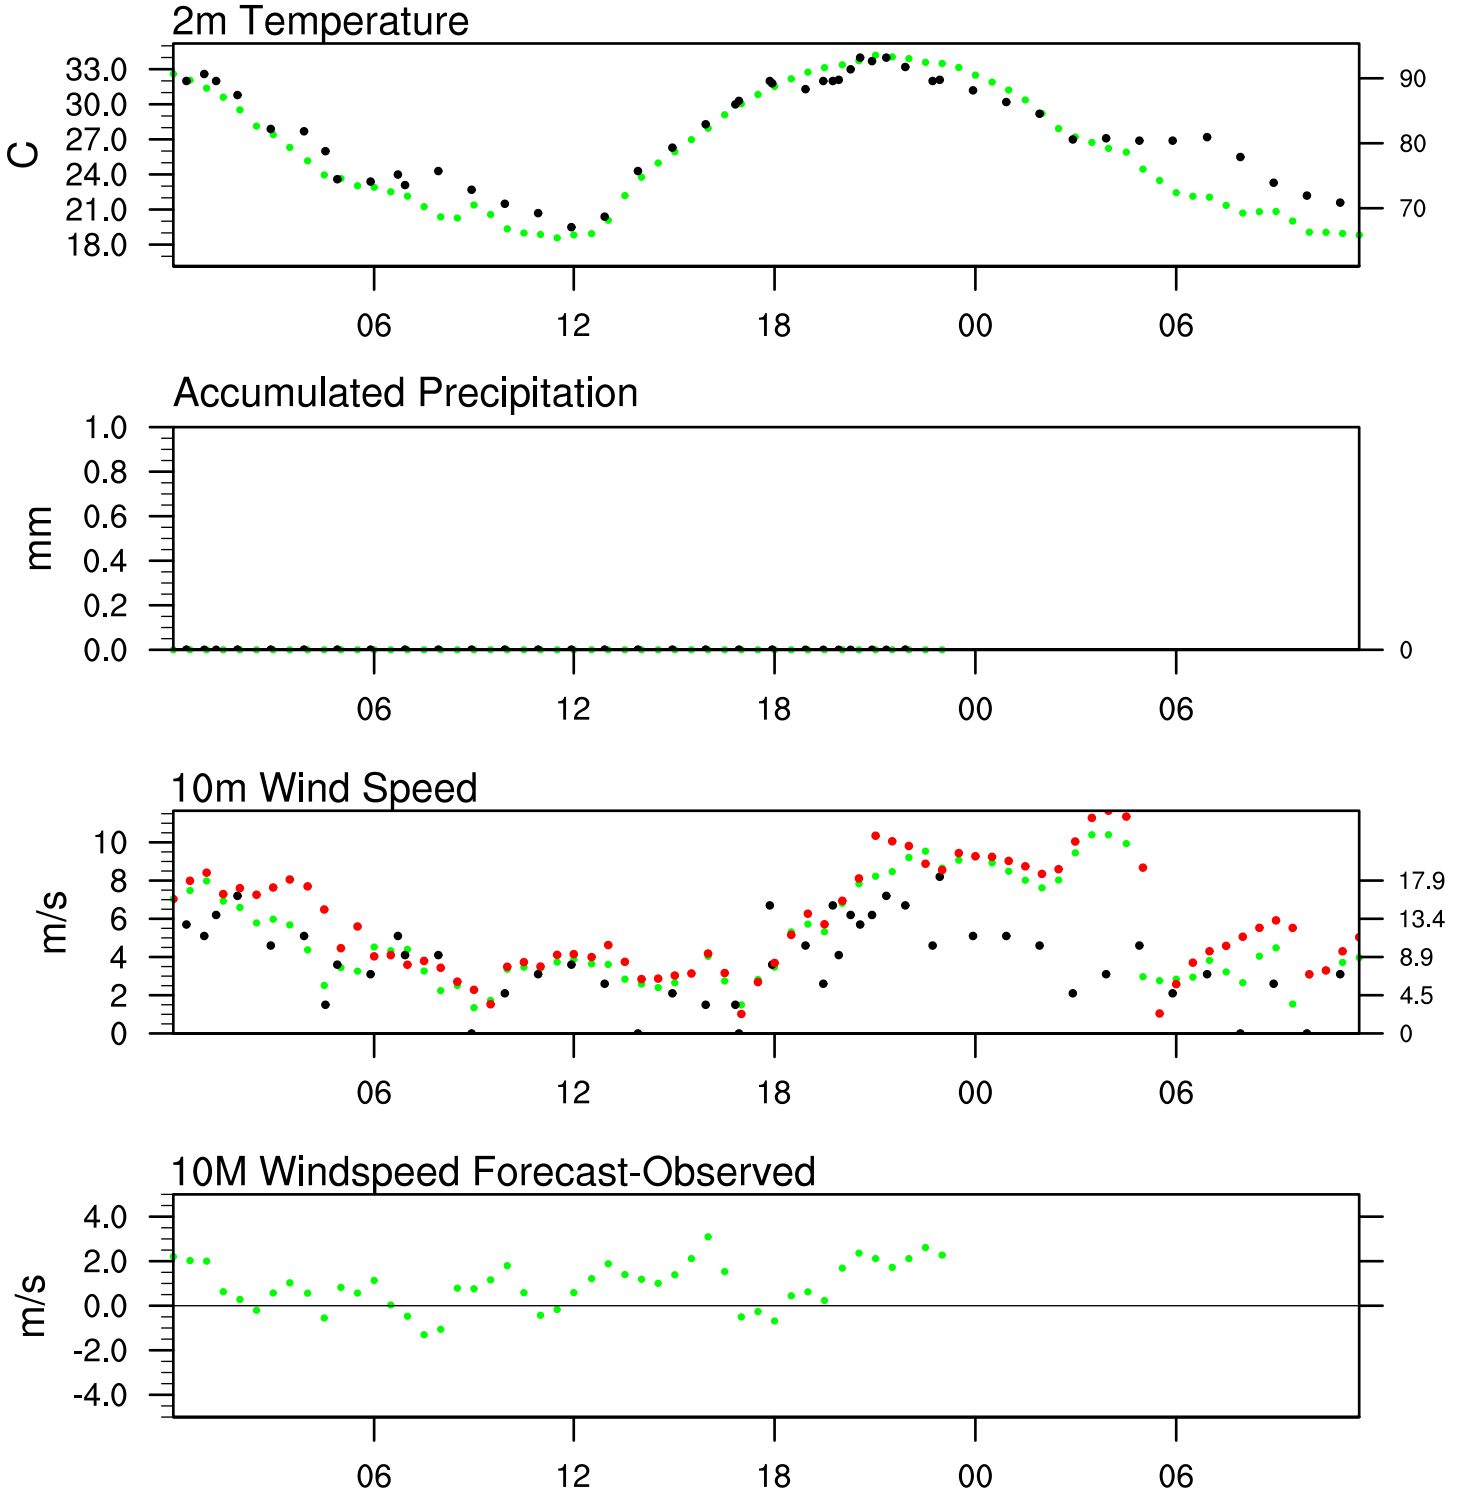 2m Temperature
33.0
30.0
27.0
24.0
21.0
18.0
C
90
80
70
06 12 18 00 06
Accumulated Precipitation
1.0
0.8
0.6
0.4
0.2
0.0
mm
0
06 12 18 00 06
10m Wind Speed
10
8
6
4
2
0
m/s
17.9
13.4
8.9
4.5
0
06 12 18 00 06
10M Windspeed Forecast-Observed
4.0
2.0
0.0
-2.0
-4.0
m/s
06 12 18 00 06